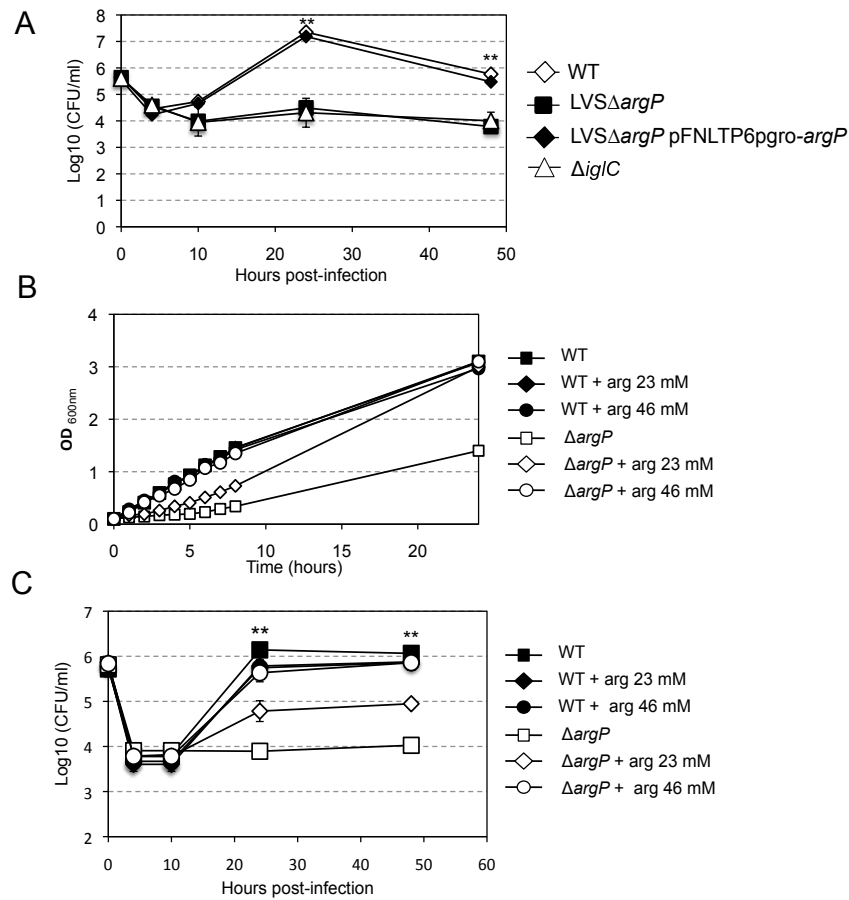 A
8
7
6
5
4
3
2
1
0
Log10 (CFU/ml)
**
**
0 10 20 30 40 50
Hours post-infection
WT
LVSΔargP
LVSΔargP pFNLTP6pgro-argP
ΔiglC
B
4
3
2
1
0
OD 600nm
0 5 10 15 20
Time (hours)
WT
WT + arg 23 mM
WT + arg 46 mM
ΔargP
ΔargP + arg 23 mM
ΔargP + arg 46 mM
C
7
6
5
4
3
2
Log10 (CFU/ml)
**
**
0 10 20 30 40 50 60
Hours post-infection
WT
WT + arg 23 mM
WT + arg 46 mM
ΔargP
ΔargP + arg 23 mM
ΔargP + arg 46 mM